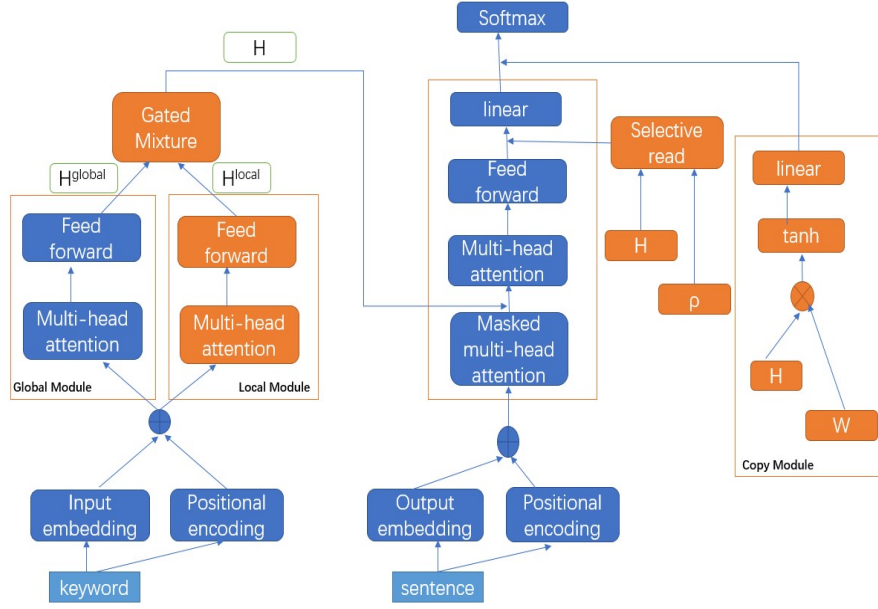 Softmax
H
linear
Gated
Mixture
Selective
read
H^global
H^local
Feed
forward
linear
Feed
forward
Feed
forward
tanh
Multi-head
attention
H
ρ
Multi-head
attention
Multi-head
attention
Masked
multi-head
attention
H
Global Module
Local Module
W
Copy Module
Input
embedding
Positional
encoding
Output
embedding
Positional
encoding
keyword
sentence